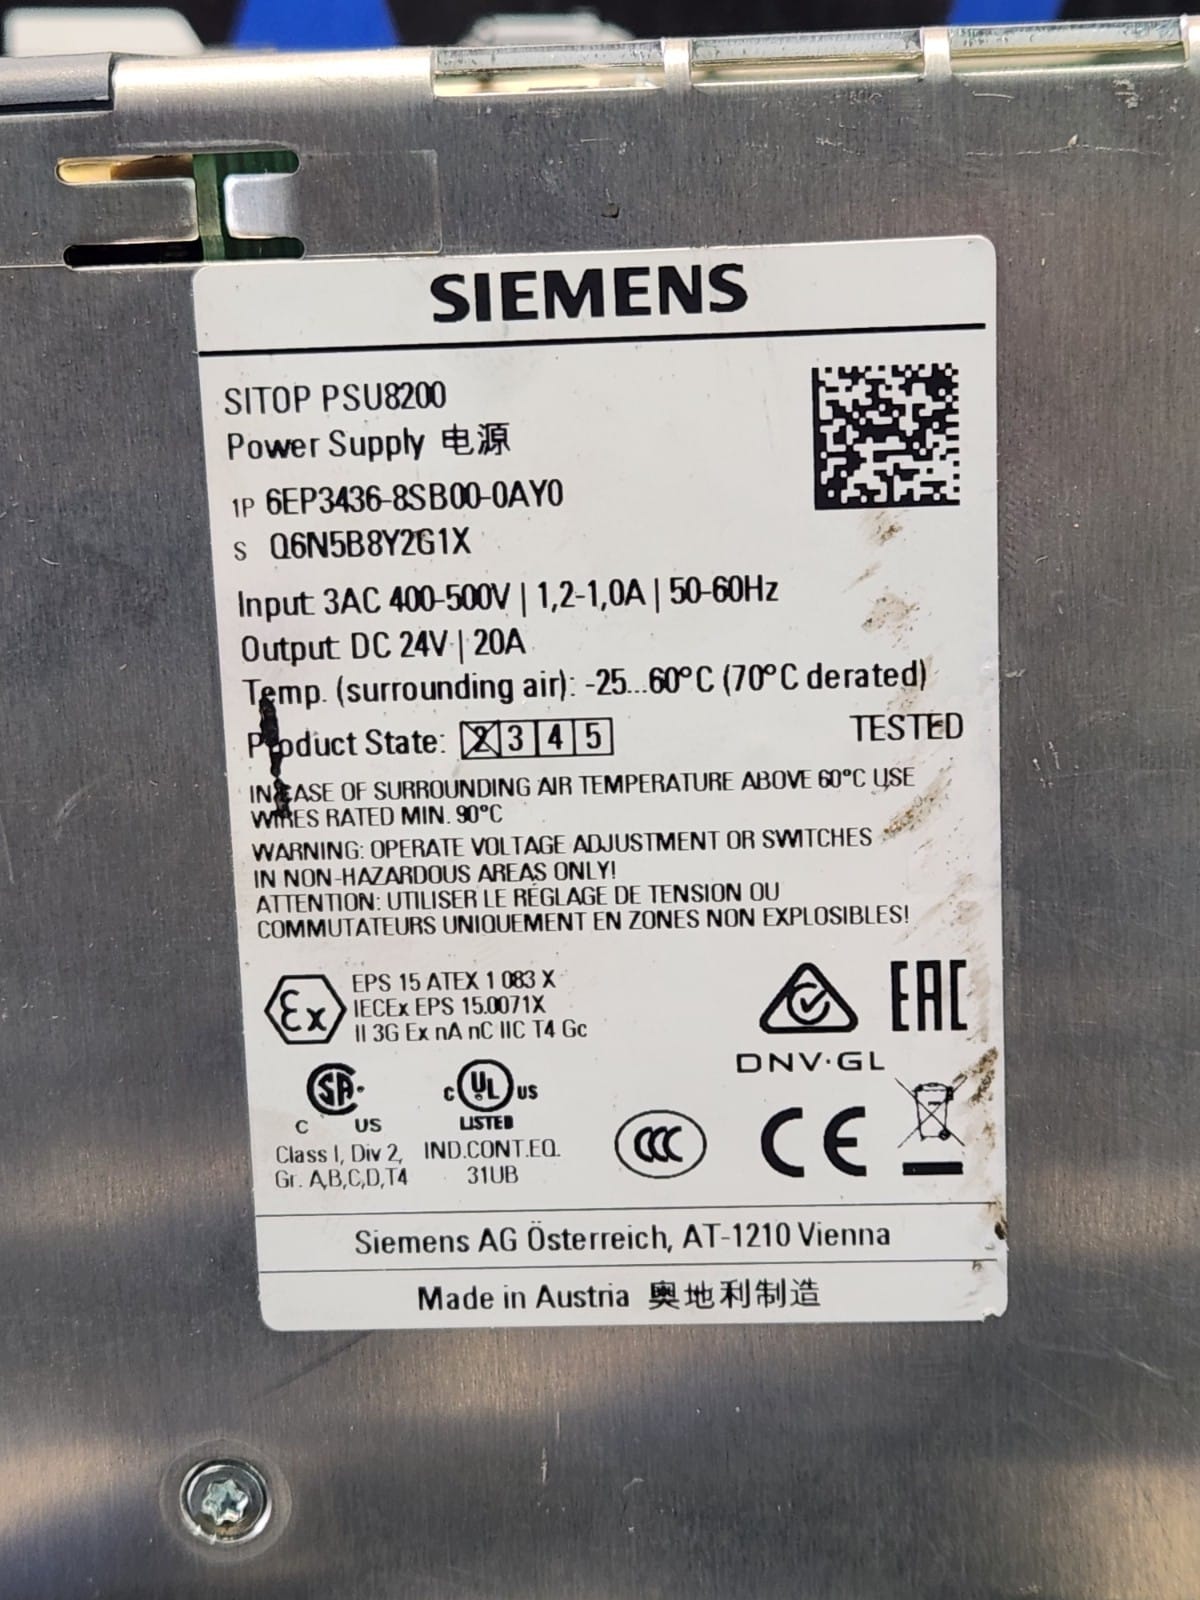 SIEMENS
SITOP PSU8200
Power Supply 电源
1P 6EP3436-8SB00-0AY0
S Q6N5B8Y2G1X
Input: 3AC 400-500V | 1,2-1,0A | 50-60Hz
Output: DC 24V | 20A
Temp. (surrounding air): -25...60°C (70°C derated)
Product State: 2 3 4 5 TESTED
IN CASE OF SURROUNDING AIR TEMPERATURE ABOVE 60°C USE
WIRES RATED MIN. 90°C
WARNING: OPERATE VOLTAGE ADJUSTMENT OR SWITCHES
IN NON-HAZARDOUS AREAS ONLY!
ATTENTION: UTILISER LE RÉGLAGE DE TENSION OU
COMMUTATEURS UNIQUEMENT EN ZONES NON EXPLOSIBLES!
Ex
EPS 15 ATEX 1 083 X
IECEx EPS 15.0071X
II 3G Ex nA nC IIC T4 Gc
EAC
DNV·GL
SA
C US
Class I, Div 2,
Gr. A,B,C,D,T4
C UL US
LISTED
IND.CONT.EQ.
31UB
CCC
CE
Siemens AG Österreich, AT-1210 Vienna
Made in Austria 奥地利制造